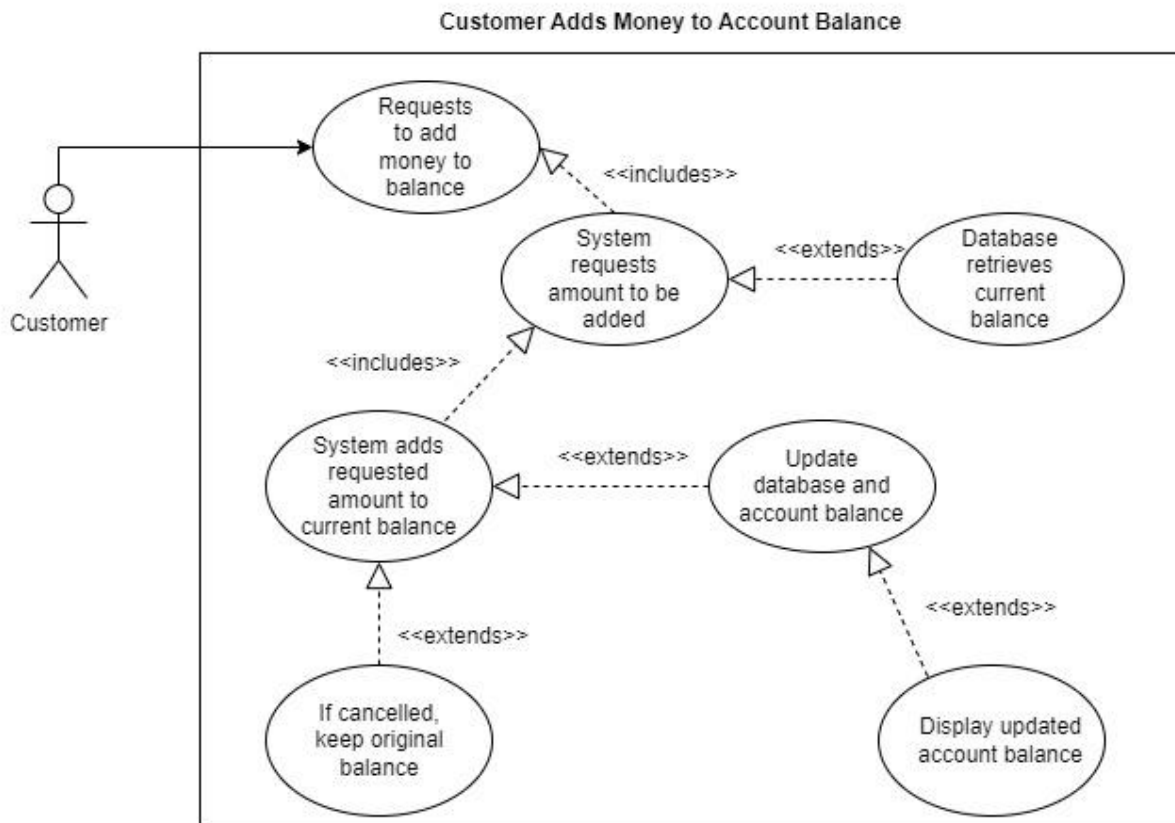 Customer Adds Money to Account Balance
Requests
to add
money to
balance
<<includes>>
System
requests
amount to be
added
<<extends>>
Database
retrieves
current
balance
Customer
<<includes>>
System adds
requested
amount to
current balance
<<extends>>
Update
database and
account balance
<<extends>>
<<extends>>
If cancelled,
keep original
balance
Display updated
account balance